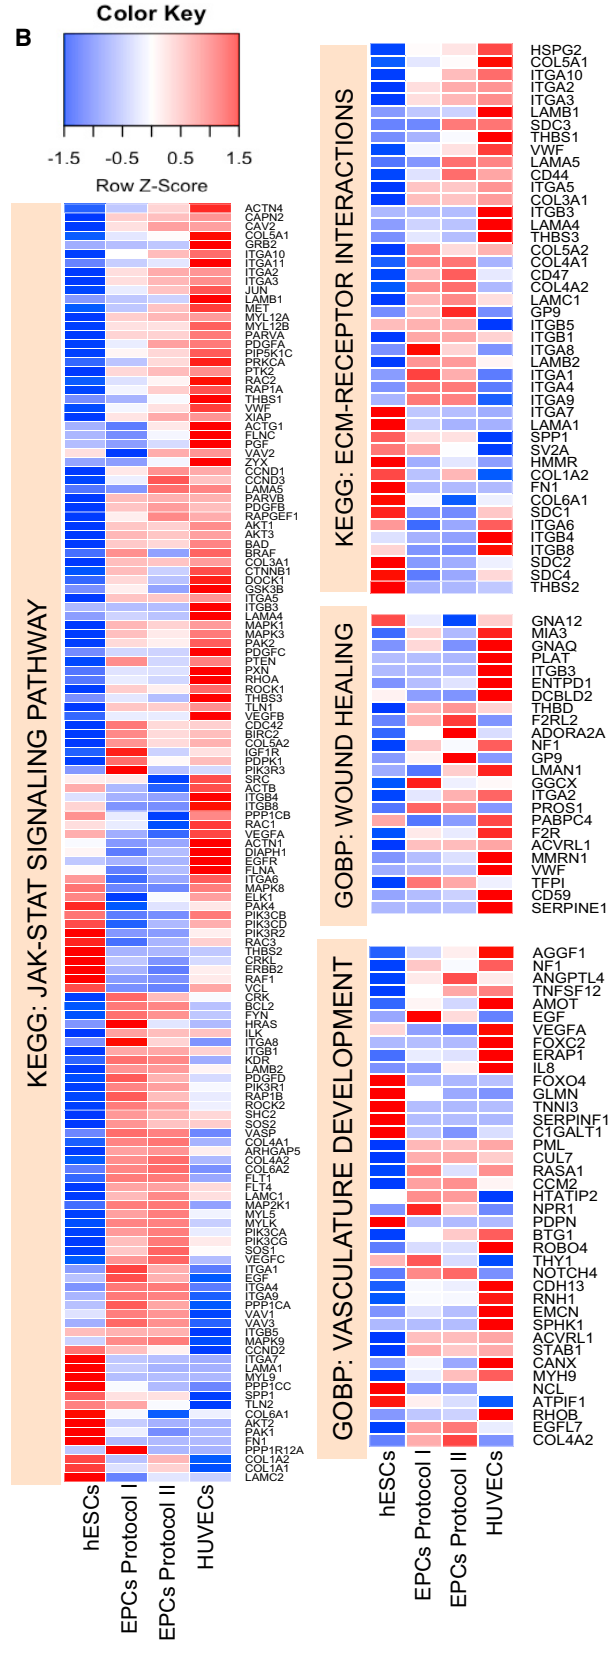 B
Color Key
-1.5 -0.5 0.5 1.5
Row Z-Score
KEGG: JAK-STAT SIGNALING PATHWAY
ACTN4
CAPN2
CAV2
COL5A1
GRB2
ITGA10
ITGA11
ITGA2
ITGA3
JUN
LAMB1
MET
MYL12A
MYL12B
PARVA
PDGFA
PIP5K1C
PRKCA
PTK2
RAC2
RAP1A
THBS1
VWF
XIAP
ACTG1
FLNC
PGF
VAV2
ZYX
CCND1
CCND3
LAMA5
PARVB
PDGFB
RAPGEF1
AKT1
AKT3
BAD
BRAF
COL3A1
CTNNB1
DOCK1
GSK3B
ITGA5
ITGB3
LAMA4
MAPK1
MAPK3
PAK2
PDGFC
PTEN
PXN
RHOA
ROCK1
THBS3
TLN1
VEGFB
CDC42
BIRC2
COL5A2
IGF1R
PDPK1
PIK3R3
SRC
ACTB
ITGB4
ITGB8
PPP1CB
RAC1
VEGFA
ACTN1
DIAPH1
EGFR
FLNA
ITGA6
MAPK8
ELK1
PAK4
PIK3CB
PIK3CD
PIK3R2
RAC3
THBS2
CRKL
ERBB2
RAF1
VCL
CRK
BCL2
FYN
HRAS
ILK
ITGA8
ITGB1
KDR
LAMB2
PDGFD
PIK3R1
RAP1B
ROCK2
SHC2
SOS2
VASP
COL4A1
ARHGAP5
COL4A2
COL6A2
FLT1
FLT4
LAMC1
MAP2K1
MYL5
MYLK
PIK3CA
PIK3CG
SOS1
VEGFC
ITGA1
EGF
ITGA4
ITGA9
PPP1CA
VAV1
VAV3
ITGB5
MAPK9
CCND2
ITGA7
LAMA1
MYL9
PPP1CC
SPP1
TLN2
COL6A1
AKT2
PAK1
FN1
PPP1R12A
COL1A2
COL1A1
LAMC2
hESCs
EPCs Protocol I
EPCs Protocol II
HUVECs
KEGG: ECM-RECEPTOR INTERACTIONS
HSPG2
COL5A1
ITGA10
ITGA2
ITGA3
LAMB1
SDC3
THBS1
VWF
LAMA5
CD44
ITGA5
COL3A1
ITGB3
LAMA4
THBS3
COL5A2
COL4A1
CD47
COL4A2
LAMC1
GP9
ITGB5
ITGB1
ITGA8
LAMB2
ITGA1
ITGA4
ITGA9
ITGA7
LAMA1
SPP1
SV2A
HMMR
COL1A2
FN1
COL6A1
SDC1
ITGA6
ITGB4
ITGB8
SDC2
SDC4
THBS2
GOBP: WOUND HEALING
GNA12
MIA3
GNAQ
PLAT
ITGB3
ENTPD1
DCBLD2
THBD
F2RL2
ADORA2A
NF1
GP9
LMAN1
GGCX
ITGA2
PROS1
PABPC4
F2R
ACVRL1
MMRN1
VWF
TFPI
CD59
SERPINE1
GOBP: VASCULATURE DEVELOPMENT
AGGF1
NF1
ANGPTL4
TNFSF12
AMOT
EGF
VEGFA
FOXC2
ERAP1
IL8
FOXO4
GLMN
TNNI3
SERPINF1
C1GALT1
PML
CUL7
RASA1
CCM2
HTATIP2
NPR1
PDPN
BTG1
ROBO4
THY1
NOTCH4
CDH13
RNH1
EMCN
SPHK1
ACVRL1
STAB1
CANX
MYH9
NCL
ATPIF1
RHOB
EGFL7
COL4A2
hESCs
EPCs Protocol I
EPCs Protocol II
HUVECs